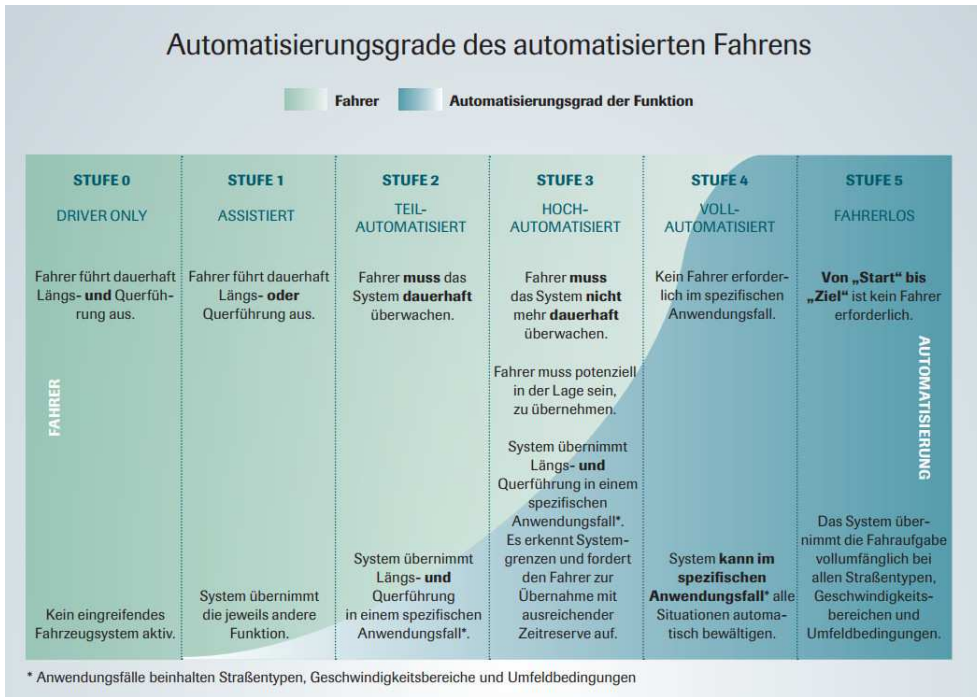 Automatisierungsgrade des automatisierten Fahrens
Fahrer
Automatisierungsgrad der Funktion
STUFE 0
DRIVER ONLY
Fahrer führt dauerhaft
Längs- und Querfüh-
rung aus.
FAHRER
Kein eingreifendes
Fahrzeugsystem aktiv.
STUFE 1
ASSISTIERT
Fahrer führt dauerhaft
Längs- oder
Querführung aus.
System übernimmt
die jeweils andere
Funktion.
STUFE 2
TEIL-
AUTOMATISIERT
Fahrer muss das
System dauerhaft
überwachen.
System übernimmt
Längs- und
Querführung
in einem spezifischen
Anwendungsfall*.
STUFE 3
HOCH-
AUTOMATISIERT
Fahrer muss
das System nicht
mehr dauerhaft
überwachen.
Fahrer muss potenziell
in der Lage sein,
zu übernehmen.
System übernimmt
Längs- und
Querführung in einem
spezifischen
Anwendungsfall*.
Es erkennt System-
grenzen und fordert
den Fahrer zur
Übernahme mit
ausreichender
Zeitreserve auf.
STUFE 4
VOLL-
AUTOMATISIERT
Kein Fahrer erforder-
lich im spezifischen
Anwendungsfall.
System kann im
spezifischen
Anwendungsfall* alle
Situationen automa-
tisch bewältigen.
STUFE 5
FAHRERLOS
Von „Start" bis
„Ziel" ist kein Fahrer
erforderlich.
AUTOMATISIERUNG
Das System über-
nimmt die Fahraufgabe
vollumfänglich bei
allen Straßentypen,
Geschwindigkeits-
bereichen und
Umfeldbedingungen.
* Anwendungsfälle beinhalten Straßentypen, Geschwindigkeitsbereiche und Umfeldbedingungen